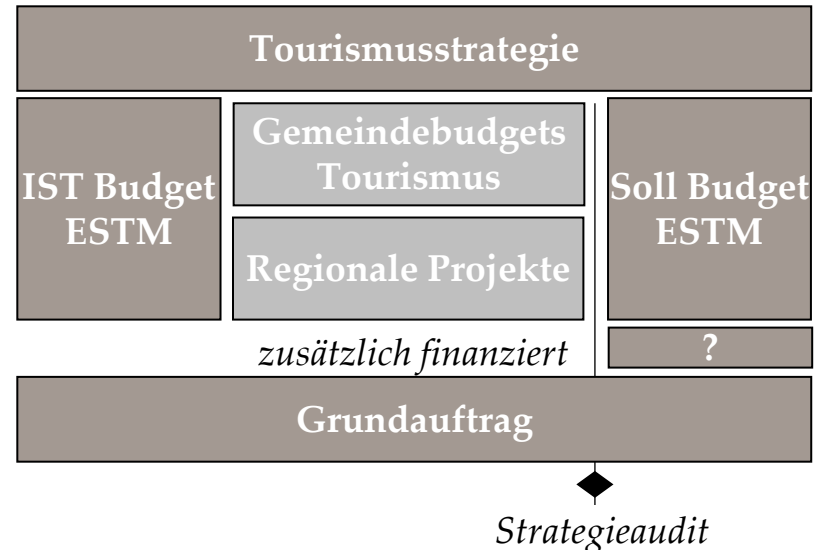 Tourismusstrategie
IST Budget
ESTM
Gemeindebudgets
Tourismus
Regionale Projekte
zusätzlich finanziert
Soll Budget
ESTM
?
Grundauftrag
Strategieaudit